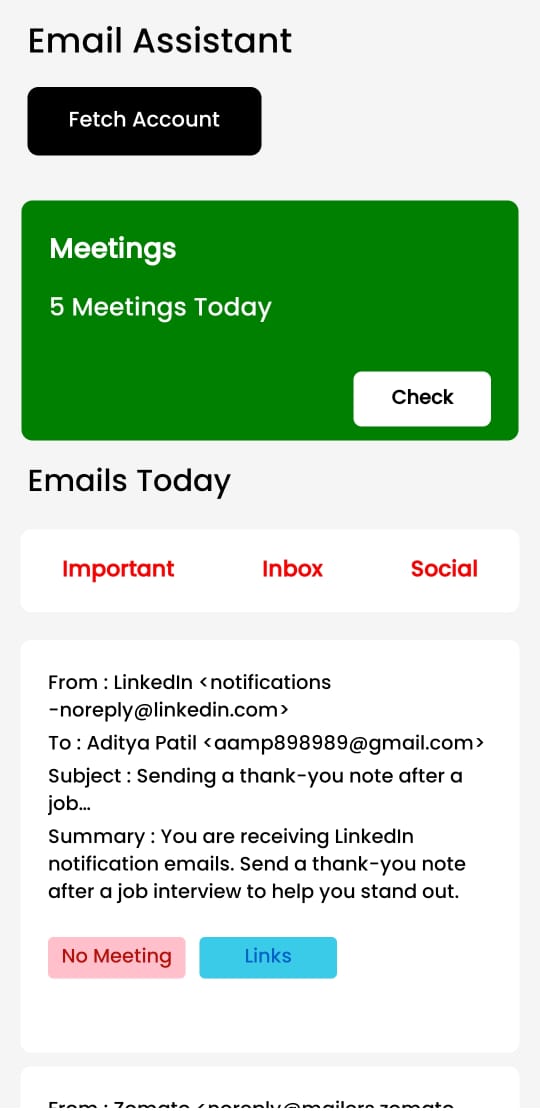 Email Assistant
Fetch Account
Meetings
5 Meetings Today
Check
Emails Today
Important Inbox Social
From : LinkedIn <notifications
-noreply@linkedin.com>
To : Aditya Patil <aamp898989@gmail.com>
Subject : Sending a thank-you note after a
job...
Summary : You are receiving LinkedIn
notification emails. Send a thank-you note
after a job interview to help you stand out.
No Meeting Links
From : Zomato <noreply@mailers.zomato